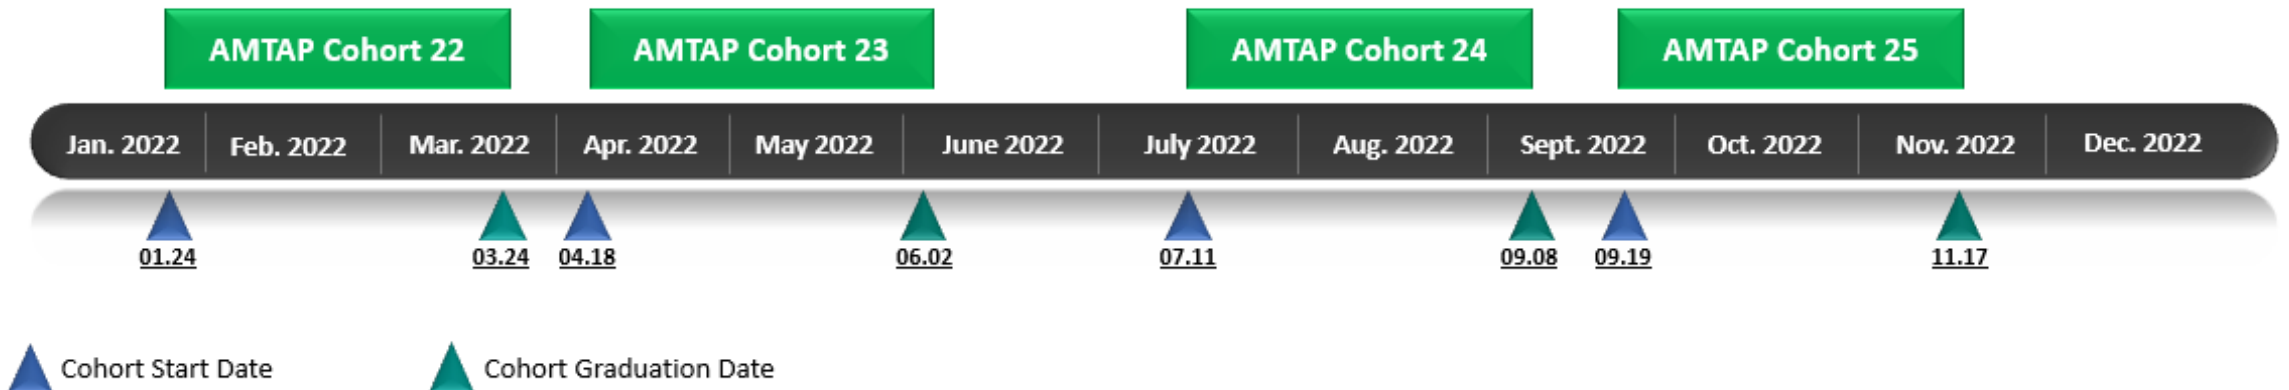 AMTAP Cohort 22
AMTAP Cohort 23
AMTAP Cohort 24
AMTAP Cohort 25
Jan. 2022
Feb. 2022
Mar. 2022
Apr. 2022
May 2022
June 2022
July 2022
Aug. 2022
Sept. 2022
Oct. 2022
Nov. 2022
Dec. 2022
01.24
03.24
04.18
06.02
07.11
09.08
09.19
11.17
Cohort Start Date
Cohort Graduation Date